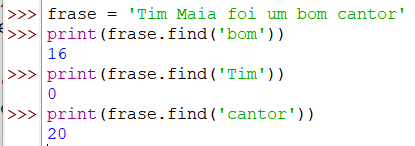 >>> frase = 'Tim Maia foi um bom cantor'
>>> print(frase.find('bom'))
16
>>> print(frase.find('Tim'))
0
>>> print(frase.find('cantor'))
20